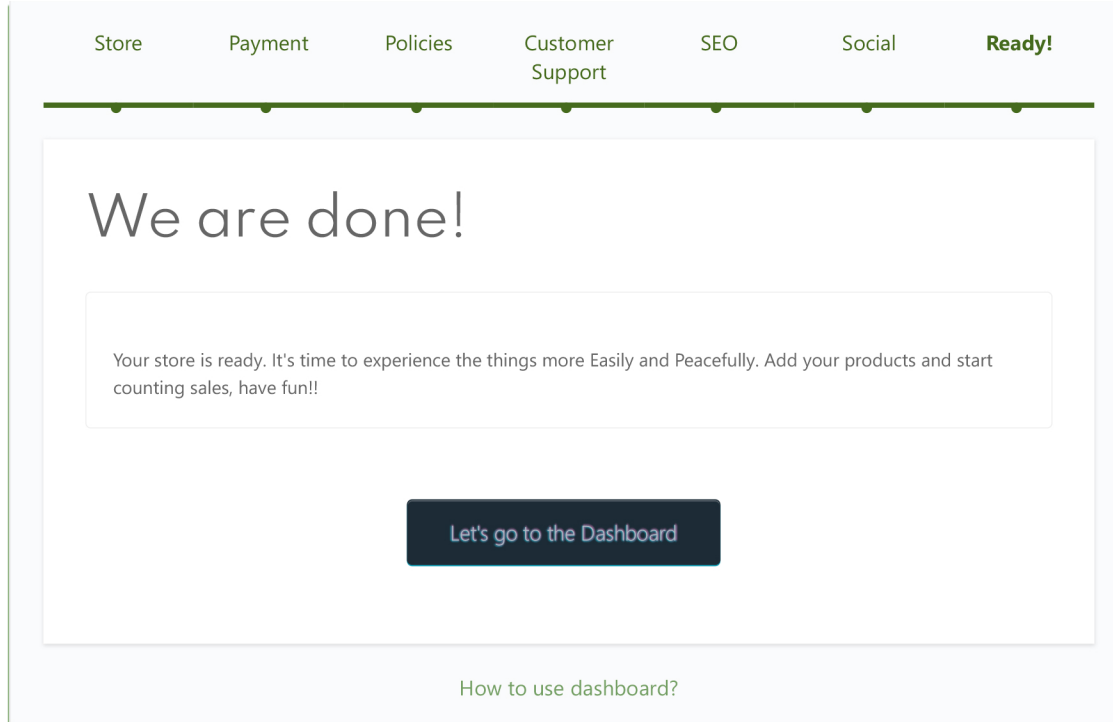 Store Payment Policies Customer Support SEO Social Ready!
We are done!
Your store is ready. It's time to experience the things more Easily and Peacefully. Add your products and start
counting sales, have fun!!
Let's go to the Dashboard
How to use dashboard?